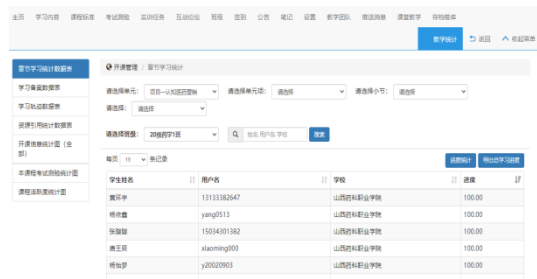 主页 学习内容 课程标准 考试测验 实训任务 互动论坛 班级 签到 公告 笔记 设置 教学团队 推送消息 课堂教学 存档题库
教学统计 返回 收起菜单
章节学习统计数据表
学习自奥数据表
学习轨迹数据表
资源引用统计数据表
开课信息统计图（全部）
本课程考试测验统计图
课程活跃度统计图
开课管理 / 章节学习统计
请选择单元： 项目一认知医药营销 请选择单元项： 请选择 请选择小节： 请选择
请选择： 请选择
请选择班级： 20级药学1班 姓名 用户名 学校 搜索
每页 15 条记录
进度统计 导出总学习进度
学生姓名 用户名 学校 进度
黄环宇 13133382647 山西药科职业学院 100.00
杨依鑫 yang0513 山西药科职业学院 100.00
张智智 15034301382 山西药科职业学院 100.00
唐王辰 xiaoming000 山西药科职业学院 100.00
杨怡梦 y20020903 山西药科职业学院 100.00